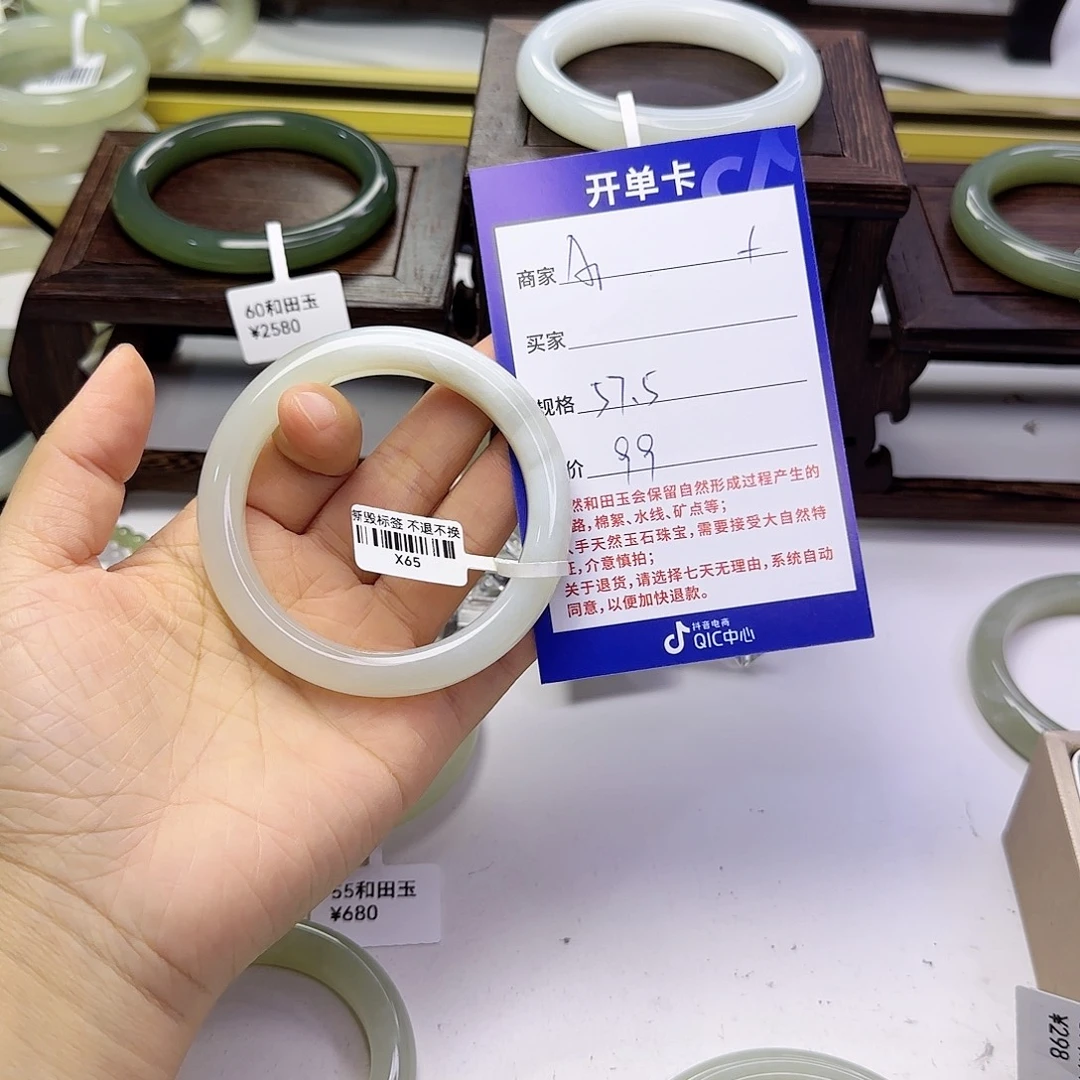 开单卡
商家
买家
规格 57.5
价 99
然和田玉会保留自然形成过程产生的
路,棉絮、水线、矿点等;
手天然玉石珠宝,需要接受大自然特
征,介意慎拍;
关于退货,请选择七天无理由,系统自动
同意,以便加快退款。
抖音电商
QIC中心
60和田玉
¥2580
撕毁标签 不退不换
X65
55和田玉
¥680
¥298